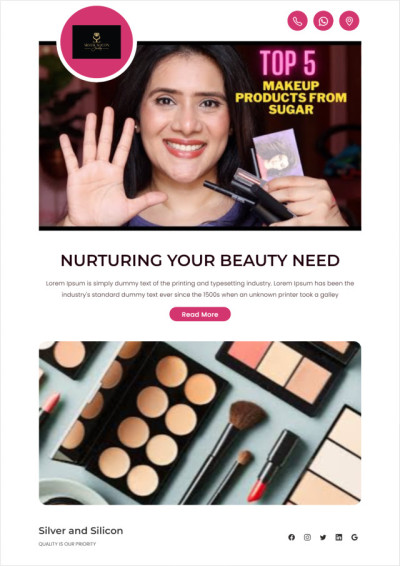 TOP 5
MAKEUP
PRODUCTS FROM
SUGAR
NURTURING YOUR BEAUTY NEED
Lorem Ipsum is simply dummy text of the printing and typesetting industry. Lorem Ipsum has been the
industry's standard dummy text ever since the 1500s when an unknown printer took a galley
Read More
Silver and Silicon
QUALITY IS OUR PRIORITY